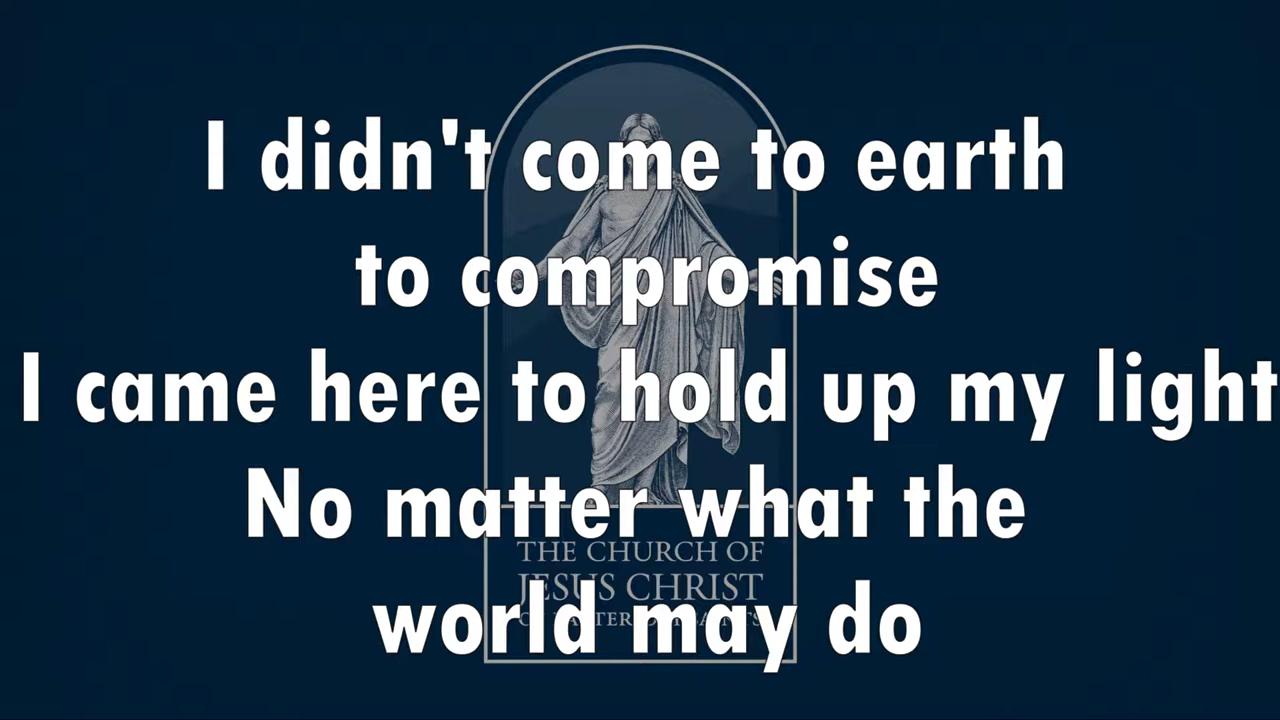 I didn't come to earth
to compromise
I came here to hold up my light
No matter what the
THE CHURCH OF
JESUS CHRIST
world may do